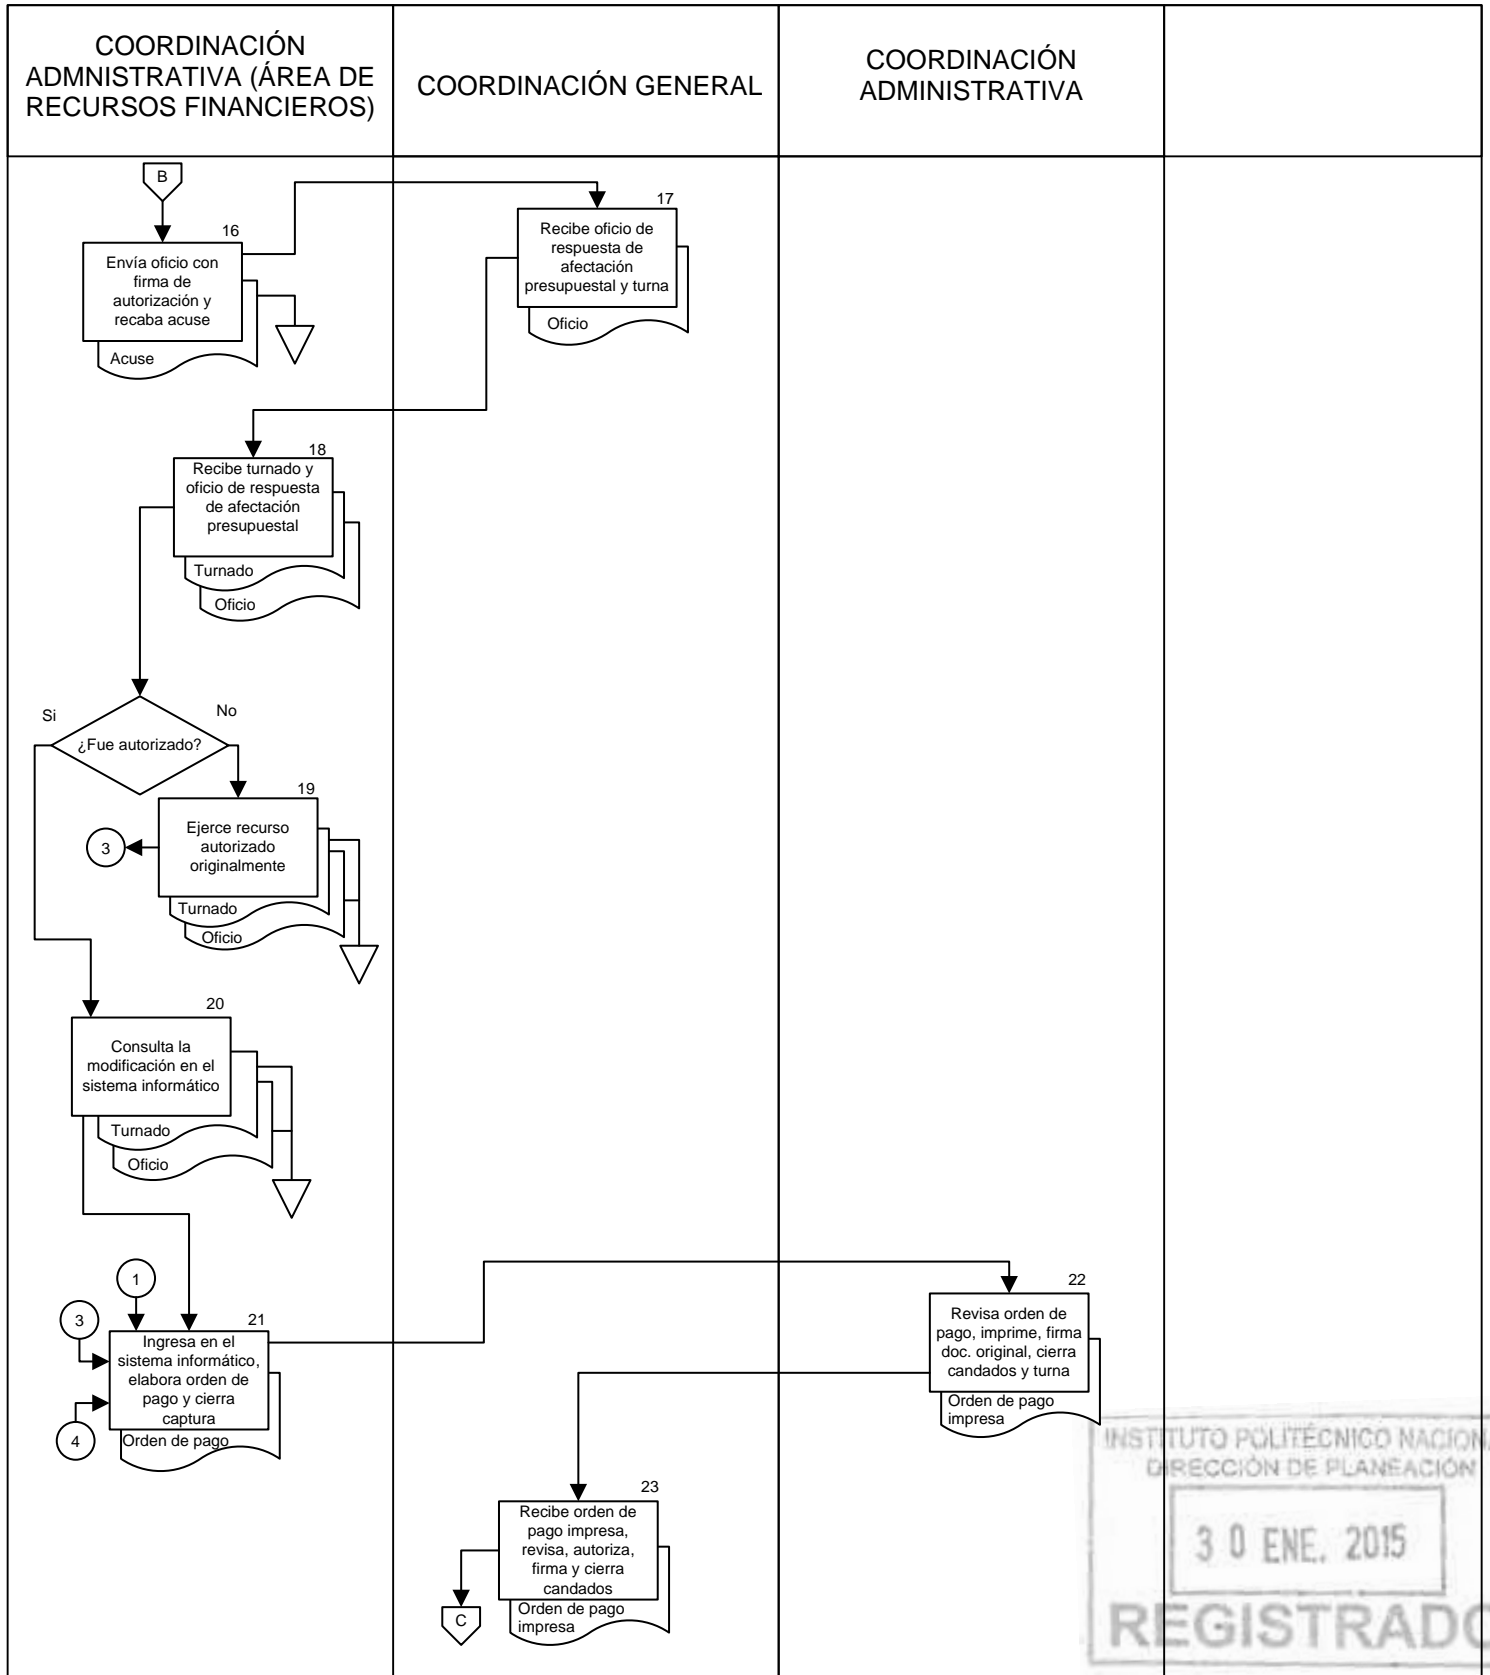 COORDINACIÓN
ADMNISTRATIVA (ÁREA DE
RECURSOS FINANCIEROS)
COORDINACIÓN GENERAL
COORDINACIÓN
ADMINISTRATIVA
B
16
Envía oficio con
firma de
autorización y
recaba acuse
Acuse
17
Recibe oficio de
respuesta de
afectación
presupuestal y turna
Oficio
18
Recibe turnado y
oficio de respuesta
de afectación
presupuestal
Turnado
Oficio
Si
No
¿Fue autorizado?
19
Ejerce recurso
autorizado
originalmente
3
Turnado
Oficio
20
Consulta la
modificación en el
sistema informático
Turnado
Oficio
1
3
4
21
Ingresa en el
sistema informático,
elabora orden de
pago y cierra
captura
Orden de pago
22
Revisa orden de
pago, imprime, firma
doc. original, cierra
candados y turna
Orden de pago
impresa
23
Recibe orden de
pago impresa,
revisa, autoriza,
firma y cierra
candados
Orden de pago
impresa
C
INSTITUTO POLITÉCNICO NACIONA
DIRECCIÓN DE PLANEACIÓN
3 0 ENE. 2015
REGISTRADO